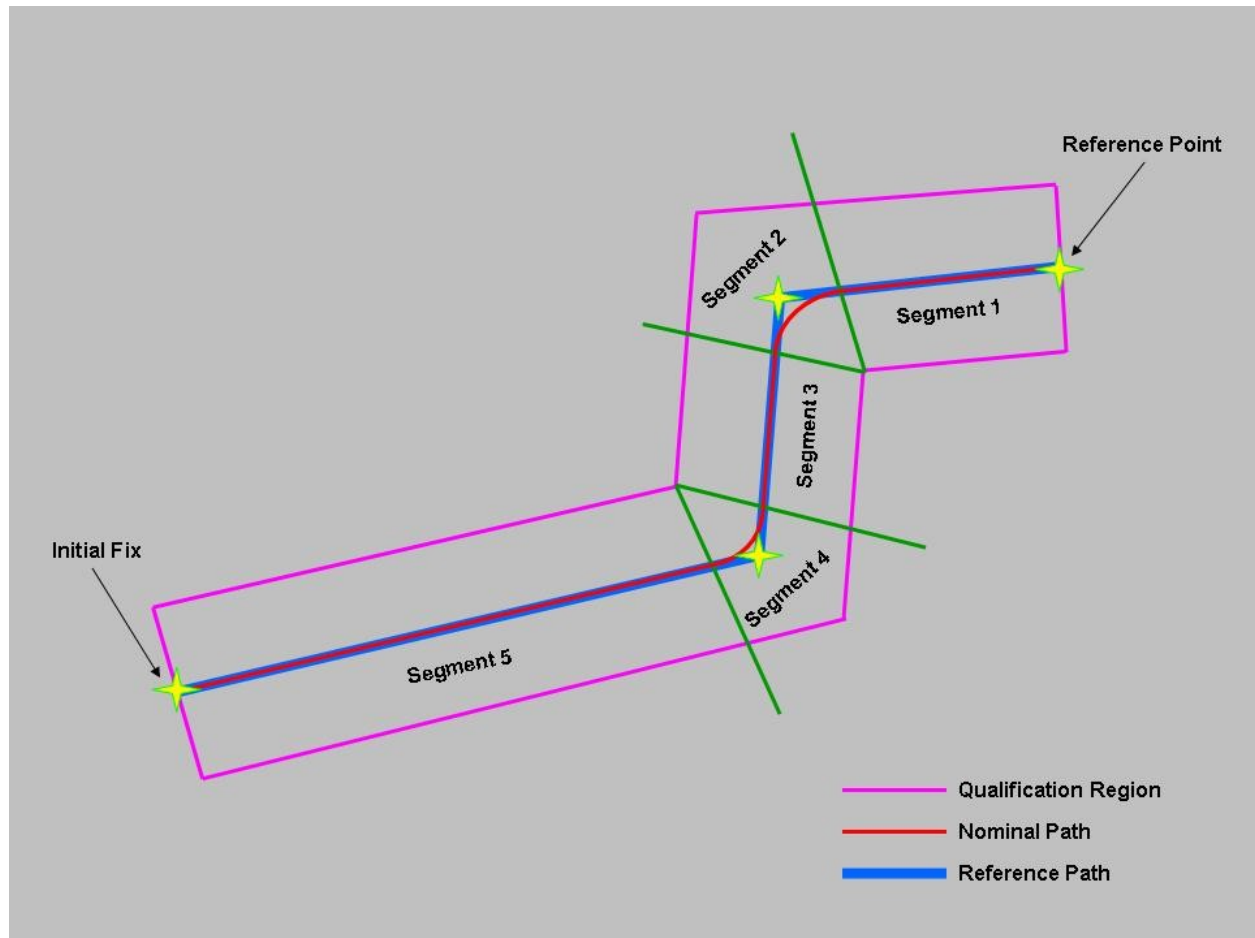 Reference Point
Segment 2
Segment 1
Segment 3
Initial Fix
Segment 4
Segment 5
Qualification Region
Nominal Path
Reference Path